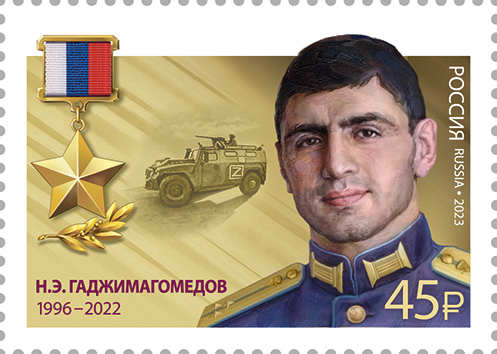 РОССИЯ RUSSIA • 2023
Z
Н.Э. ГАДЖИМАГОМЕДОВ
1996–2022
45₽